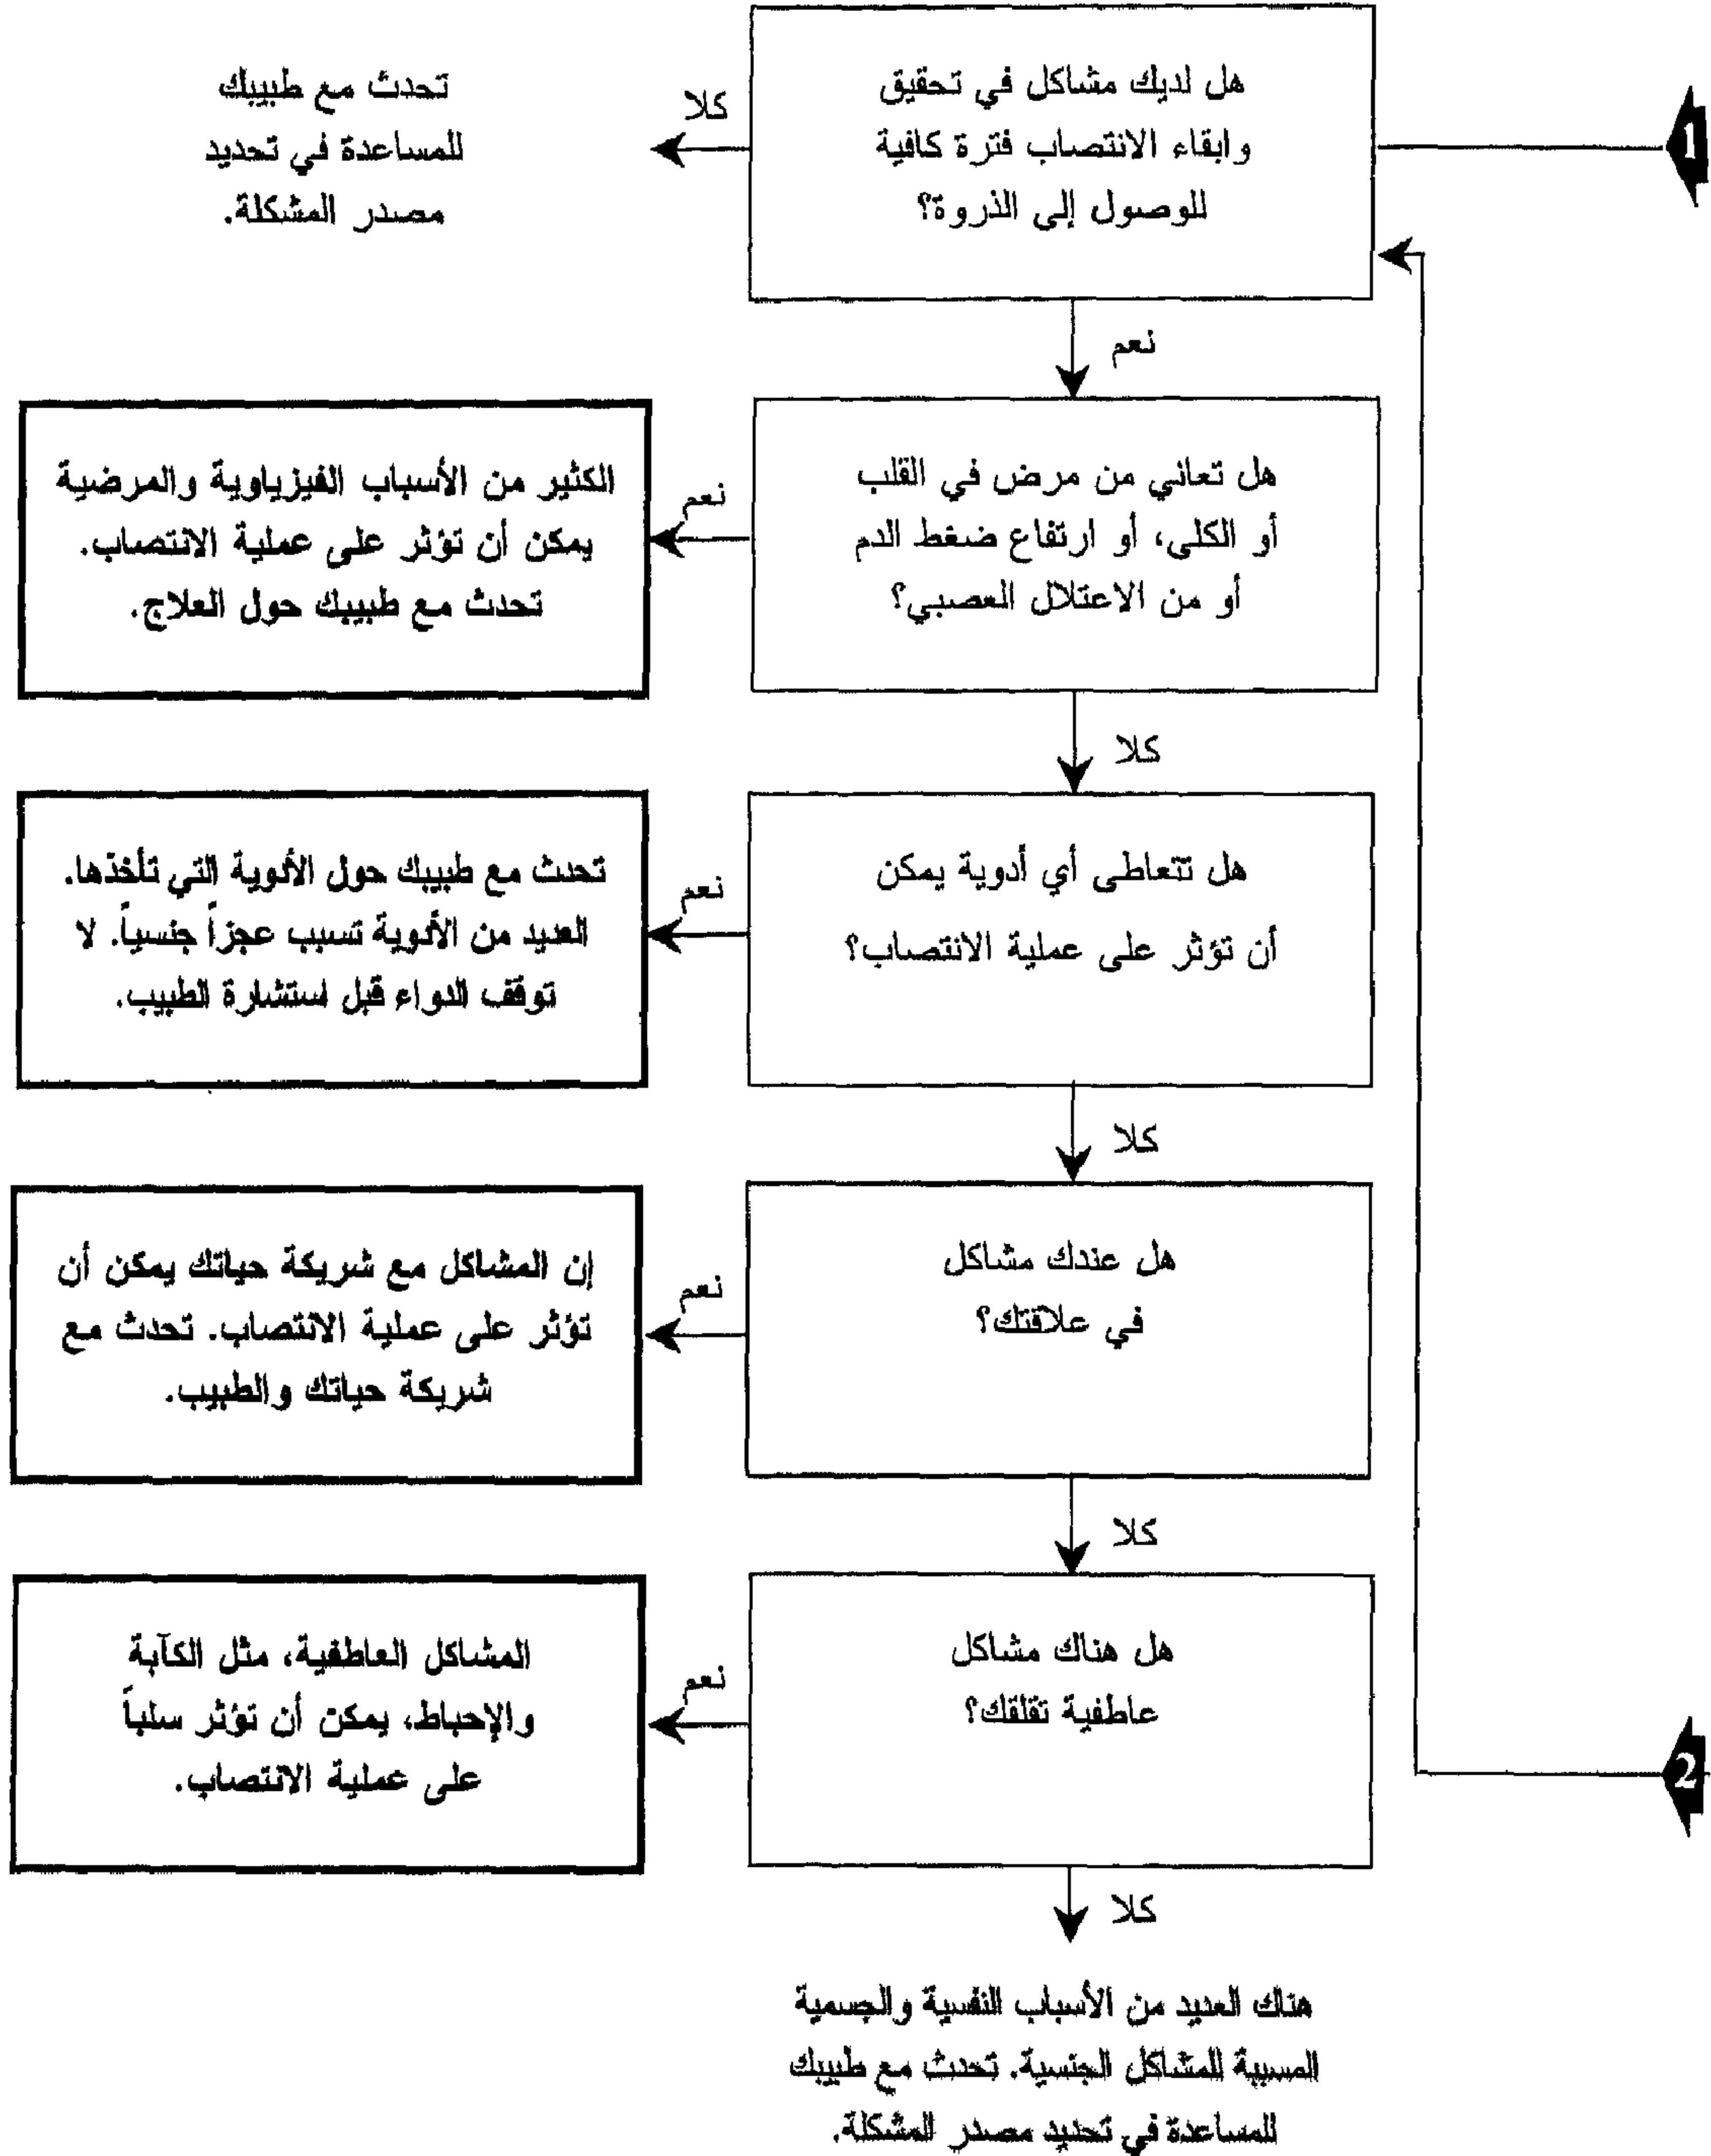 1
هل لديك مشاكل في تحقيق
وابقاء الانتصاب فترة كافية
للوصول إلى الذروة؟
كلا
تحدث مع طبيبك
للمساعدة في تحديد
مصدر المشكلة.
نعم
هل تعاني من مرض في القلب
أو الكلى، أو ارتفاع ضغط الدم
أو من الاعتلال العصبي؟
نعم
الكثير من الأسباب الفيزياوية والمرضية
يمكن أن تؤثر على عملية الانتصاب.
تحدث مع طبيبك حول العلاج.
كلا
هل تتعاطى أي أدوية يمكن
أن تؤثر على عملية الانتصاب؟
نعم
تحدث مع طبيبك حول الأدوية التي تأخذها.
العديد من الأدوية تسبب عجزاً جنسياً. لا
توقف الدواء قبل استشارة الطبيب.
كلا
هل عندك مشاكل
في علاقتك؟
نعم
إن المشاكل مع شريكة حياتك يمكن أن
تؤثر على عملية الانتصاب. تحدث مع
شريكة حياتك والطبيب.
كلا
هل هناك مشاكل
عاطفية تقلقك؟
نعم
المشاكل العاطفية، مثل الكآبة
والإحباط، يمكن أن تؤثر سلباً
على عملية الانتصاب.
2
كلا
هناك العديد من الأسباب النفسية والجسمية
المسببة للمشاكل الجنسية. تحدث مع طبيبك
للمساعدة في تحديد مصدر المشكلة.